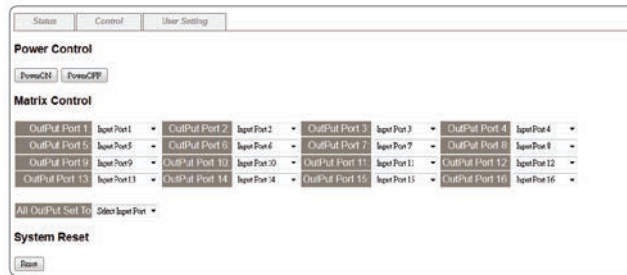 Status Control User Setting
Power Control
PowerON PowerOFF
Matrix Control
OutPut Port 1 Input Port 1 OutPut Port 2 Input Port 2 OutPut Port 3 Input Port 3 OutPut Port 4 Input Port 4
OutPut Port 5 Input Port 5 OutPut Port 6 Input Port 6 OutPut Port 7 Input Port 7 OutPut Port 8 Input Port 8
OutPut Port 9 Input Port 9 OutPut Port 10 Input Port 10 OutPut Port 11 Input Port 11 OutPut Port 12 Input Port 12
OutPut Port 13 Input Port 13 OutPut Port 14 Input Port 14 OutPut Port 15 Input Port 15 OutPut Port 16 Input Port 16
All OutPut Set To Select Input Port
System Reset
Reset